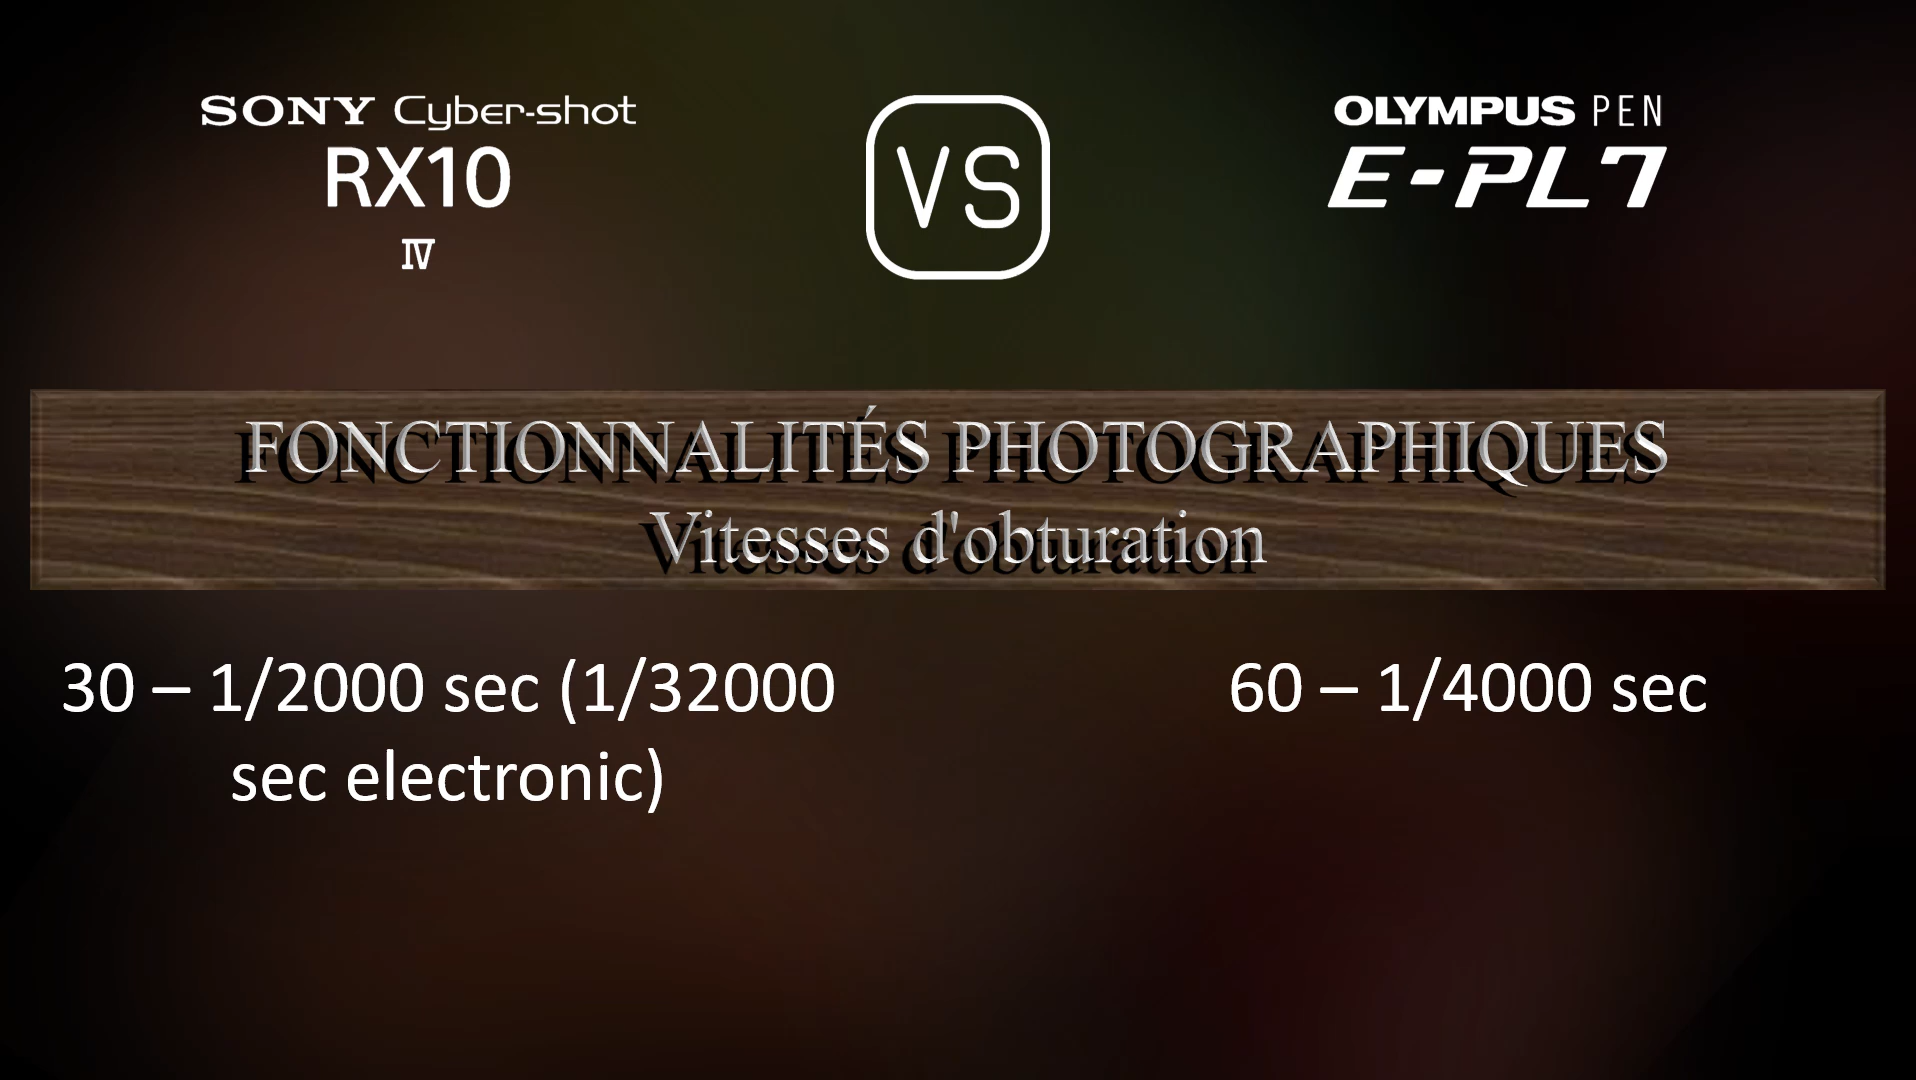 SONY Cyber-shot
RX10
IV
VS
OLYMPUS PEN
E-PL7
FONCTIONNALITÉS PHOTOGRAPHIQUES
Vitesses d'obturation
30 – 1/2000 sec (1/32000
sec electronic)
60 – 1/4000 sec